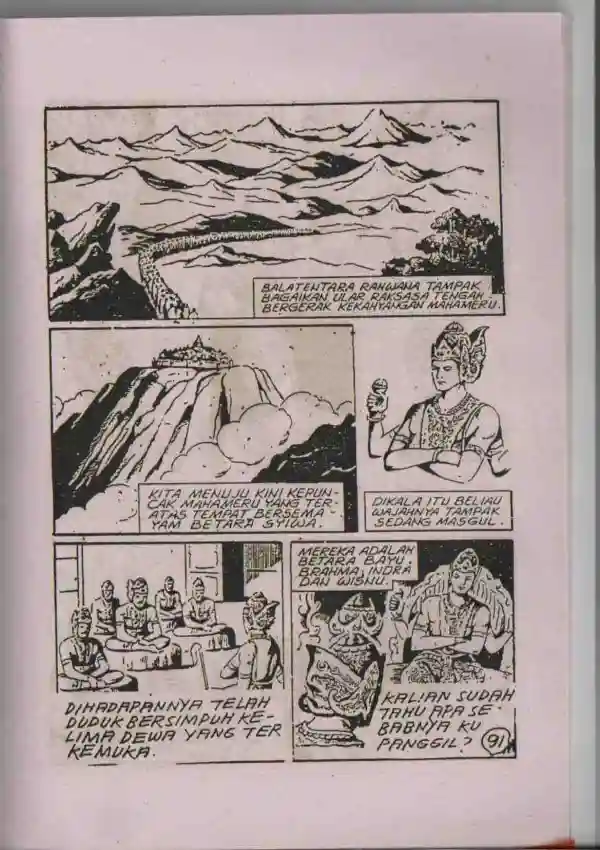 BALATENTARA RAHWANA TAMPAK
BAGAIKAN ULAR RAKSASA TENGAH
BERGERAK KEKAHYANGAN MAHAMERU.
KITA MENUJU KINI KEPUN-
CAK MAHAMERU YANG TER-
ATAS TEMPAT BERSEMA-
YAM BETARA SYIWA.
DIKALA ITU BELIAU
WAJAHNYA TAMPAK
SEDANG MASGUL.
DIHADAPANNYA TELAH
DUDUK BERSIMPUH KE-
LIMA DEWA YANG TER
KEMUKA.
MEREKA ADALAH
BETARA BAYU,
BRAHMA, INDRA
DAN WISNU.
KALIAN SUDAH
TAHU APA SE-
BABNYA KU
PANGGIL?
91